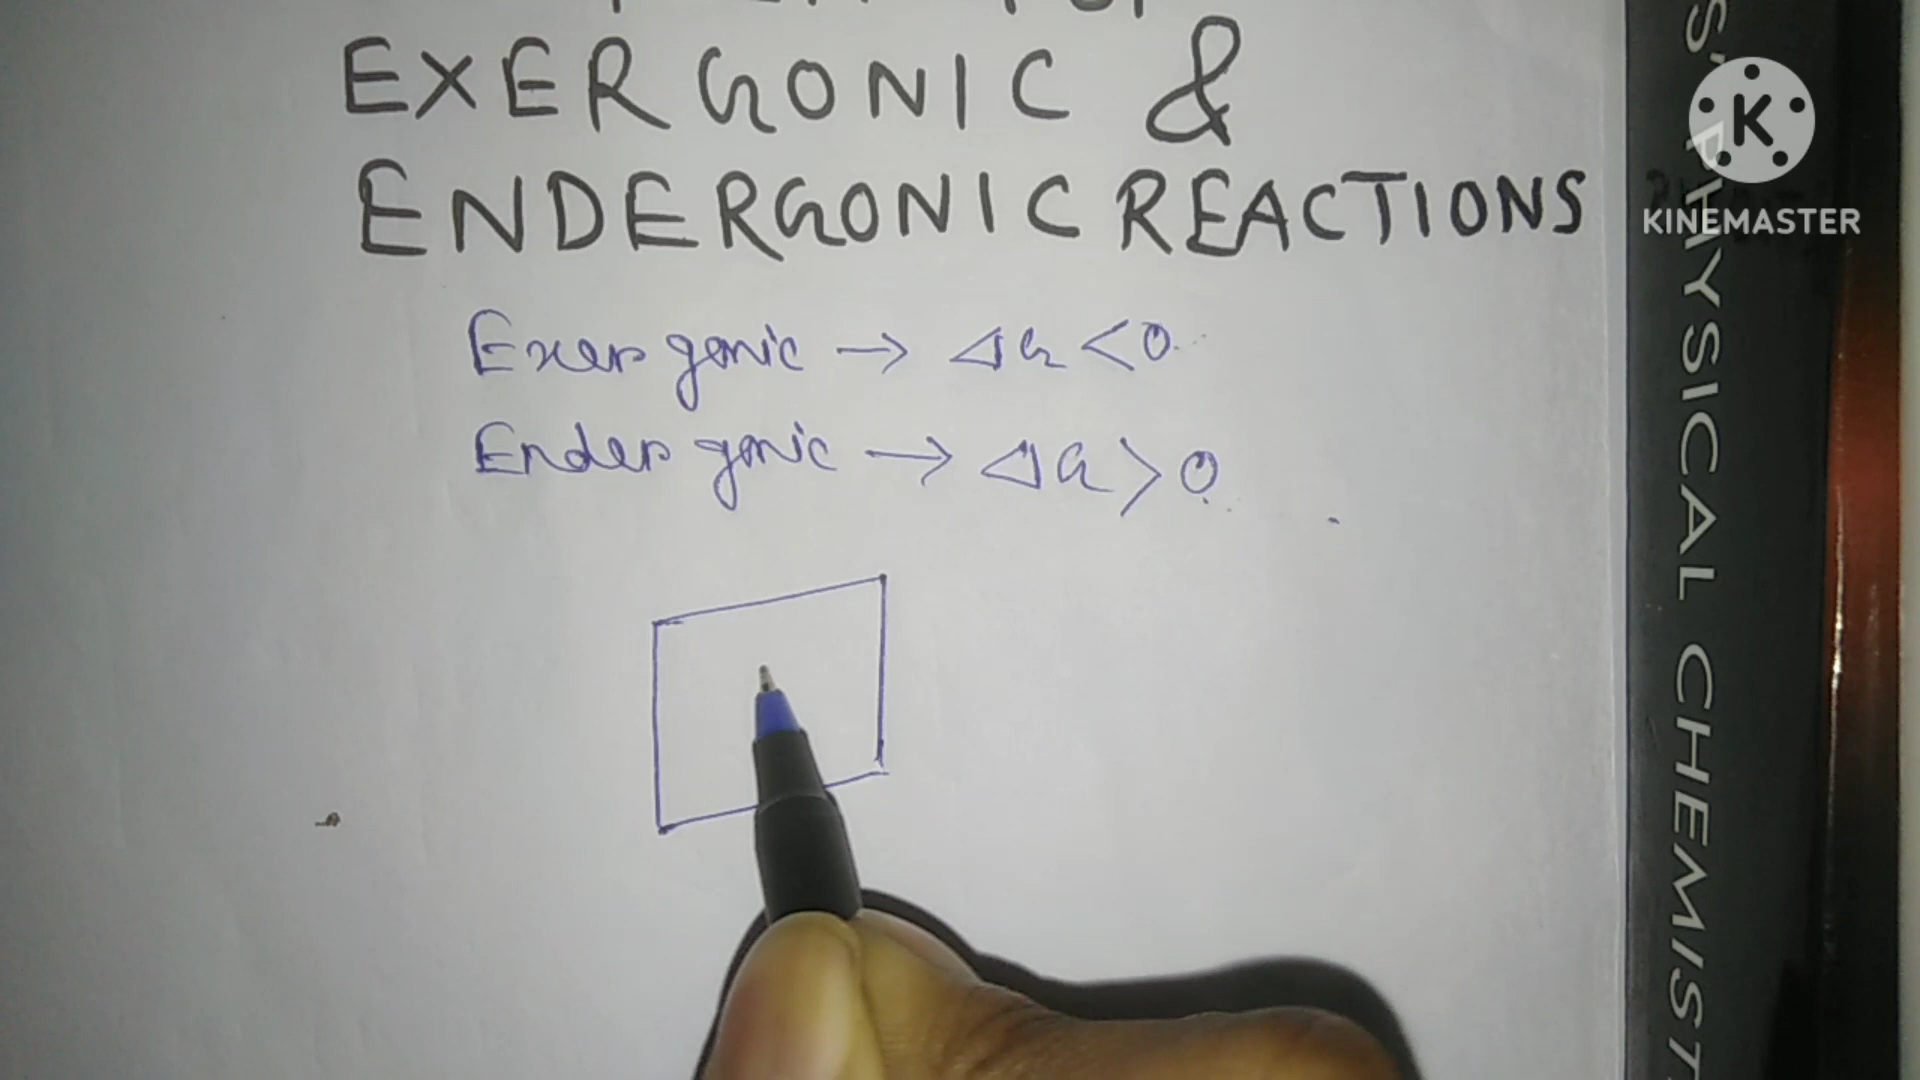 EXERGONIC &
ENDERGONIC REACTIONS
Exergonic → ΔG < 0
Endergonic → ΔG > 0
K
KINEMASTER
S' PHYSICAL CHEMIST